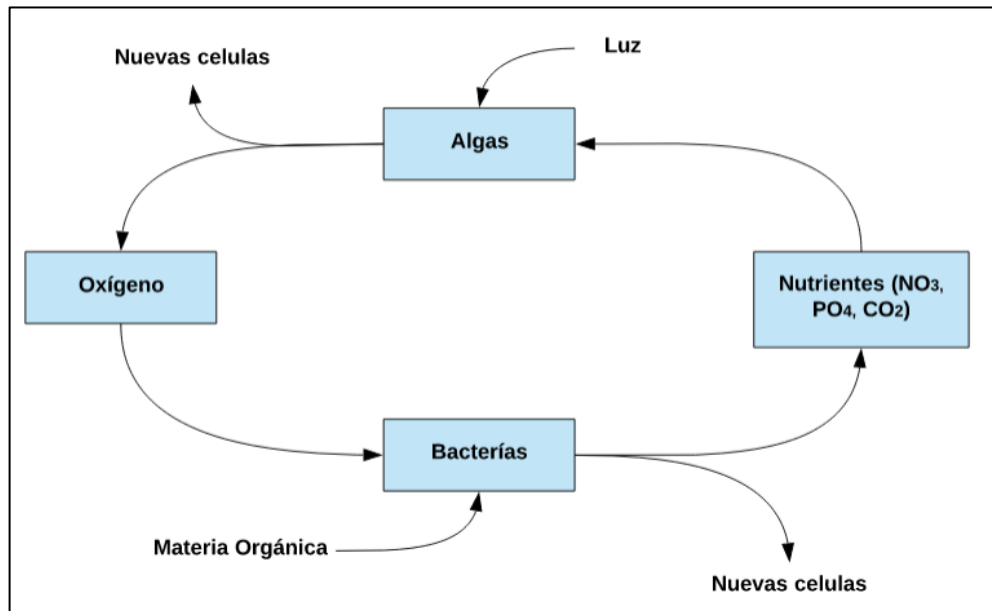 Nuevas celulas
Luz
Algas
Oxígeno
Nutrientes (NO₃,
PO₄, CO₂)
Bacterías
Materia Orgánica
Nuevas celulas